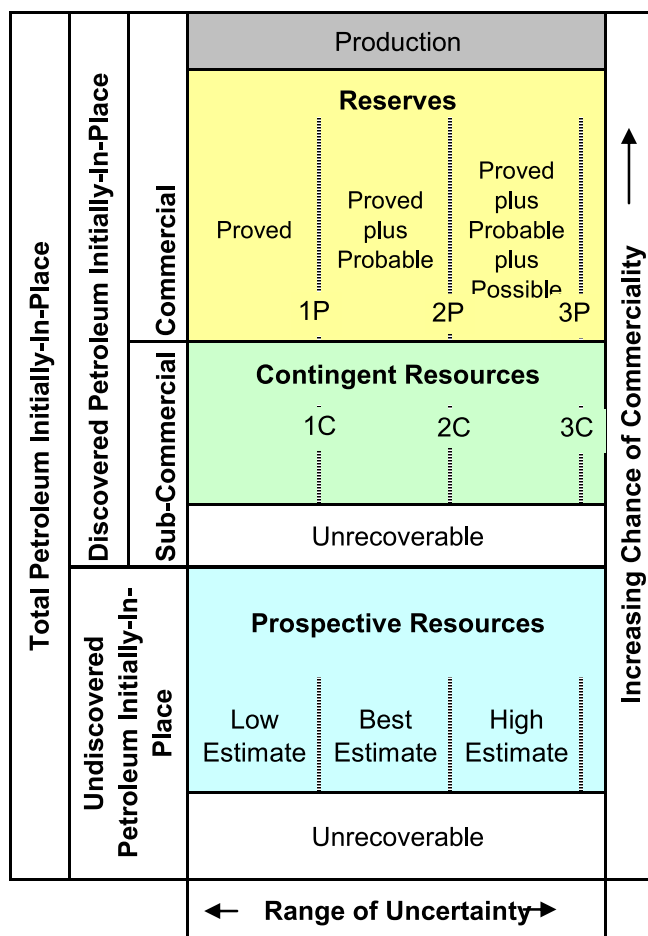 Total Petroleum Initially-In-Place
Discovered Petroleum Initially-In-Place
Commercial
Production
Reserves
Proved
Proved
plus
Probable
Proved
plus
Probable
plus
Possible
1P
2P
3P
Sub-Commercial
Contingent Resources
1C
2C
3C
Unrecoverable
Undiscovered
Petroleum Initially-In-
Place
Prospective Resources
Low
Estimate
Best
Estimate
High
Estimate
Unrecoverable
Increasing Chance of Commerciality
Range of Uncertainty